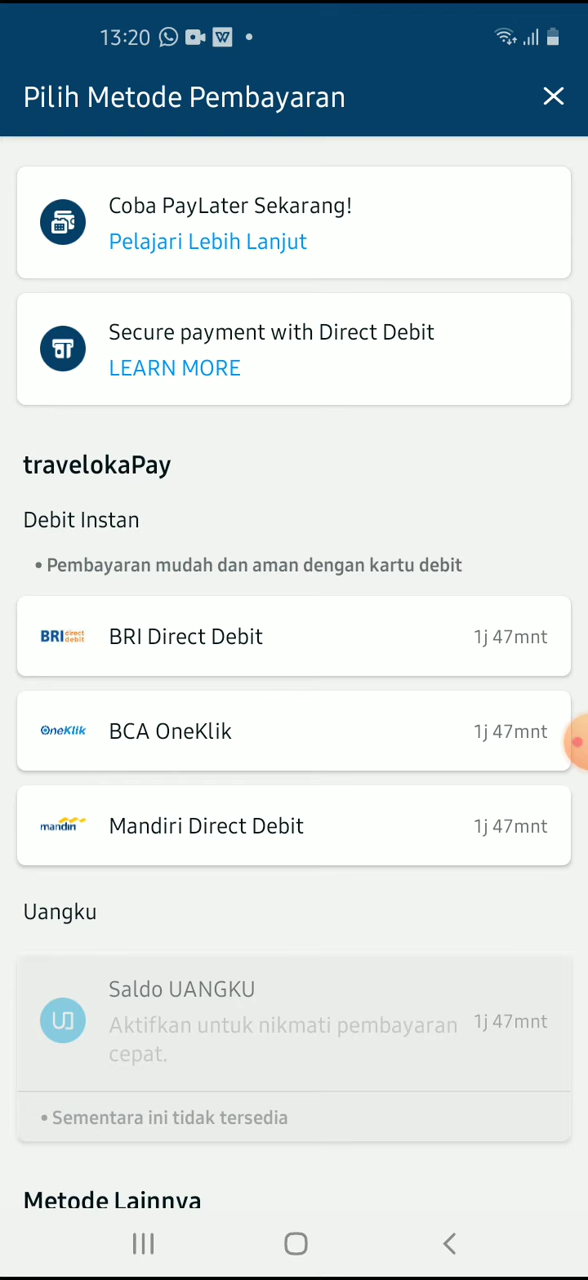 13:20
Pilih Metode Pembayaran
Coba PayLater Sekarang!
Pelajari Lebih Lanjut
Secure payment with Direct Debit
LEARN MORE
travelokaPay
Debit Instan
• Pembayaran mudah dan aman dengan kartu debit
BRI direct debit BRI Direct Debit 1j 47mnt
OneKlik BCA OneKlik 1j 47mnt
mandiri Mandiri Direct Debit 1j 47mnt
Uangku
Saldo UANGKU
Aktifkan untuk nikmati pembayaran 1j 47mnt
cepat.
• Sementara ini tidak tersedia
Metode Lainnya